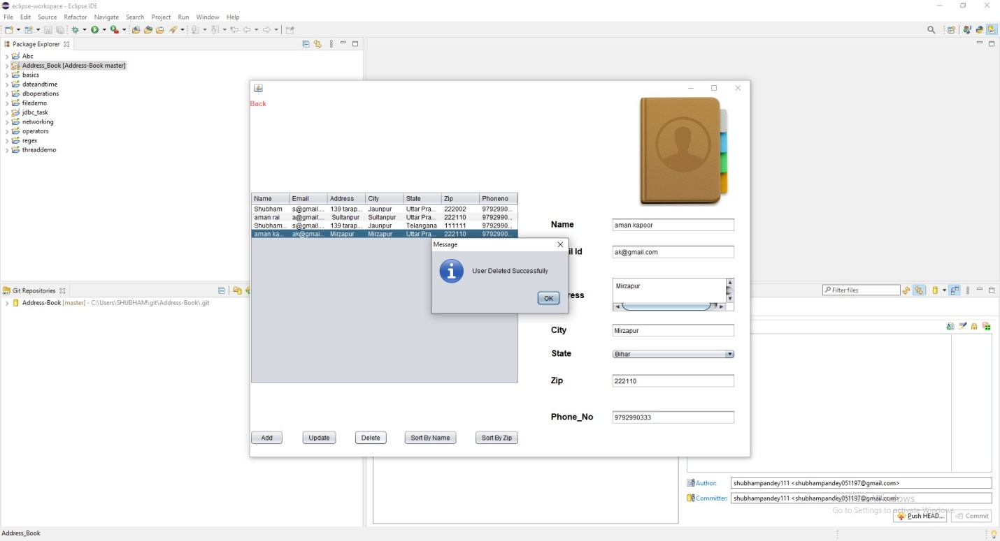 eclipse-workspace - Eclipse IDE
File Edit Source Refactor Navigate Search Project Run Window Help
Package Explorer
Abc
Address_Book [Address-Book master]
basics
dateandtime
dboperations
filedemo
jdbc_task
networking
operators
regex
threaddemo
Git Repositories
Address-Book [master] - C:\Users\SHUBHAM\git\Address-Book\.git
Back
Name Email Address City State Zip Phoneno
Shubham s@gmail.... 139 tarap... Jaunpur Uttar Pra... 222002 9792990...
aman rai a@gmail.... Sultanpur Sultanpur Uttar Pra... 222110 9792990...
Shubham... s@gmail.... 139 tarap... Jaunpur Telangana 111111 9792990...
aman ka... ak@gmai... Mirzapur Mirzapur Uttar Pra... 222110 9792990...
Message
User Deleted Successfully
OK
Name aman kapoor
il Id ak@gmail.com
ress Mirzapur
City Mirzapur
State Bihar
Zip 222110
Phone_No 9792990333
Add Update Delete Sort By Name Sort By Zip
Filter files
Author: shubhampandey111 <shubhampandey051197@gmail.com>
Committer: shubhampandey111 <shubhampandey051197@gmail.com>
Go to Settings to activate Windows.
Push HEAD... Commit
Address_Book